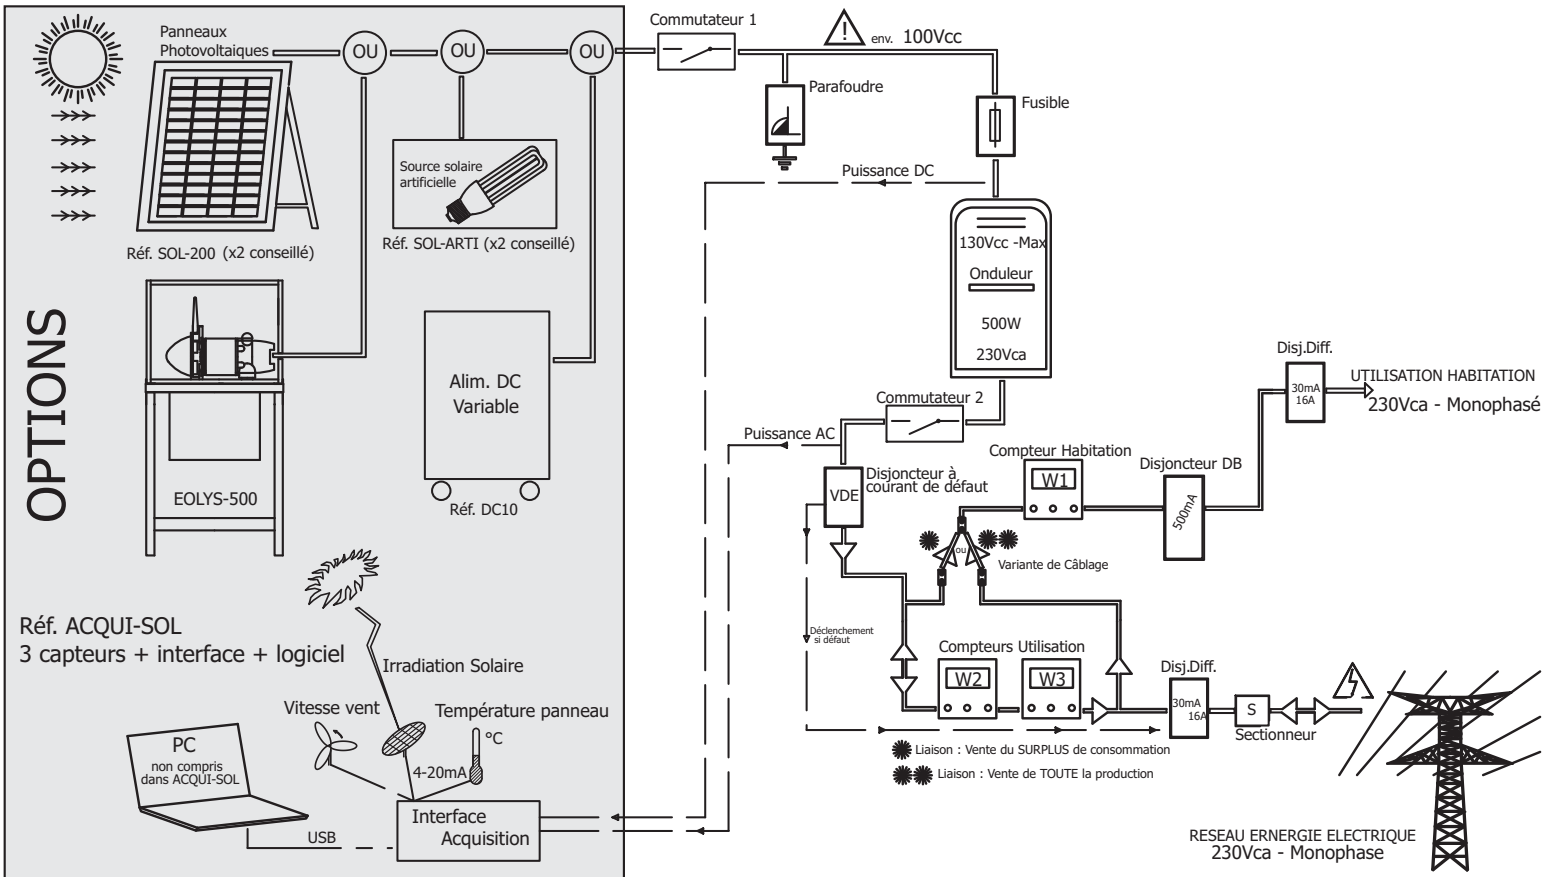 Panneaux
Photovoltaiques
OU
OU
OU
Source solaire
artificielle
Réf. SOL-200 (x2 conseillé)
Réf. SOL-ARTI (x2 conseillé)
OPTIONS
EOLYS-500
Alim. DC
Variable
Réf. DC10
Réf. ACQUI-SOL
3 capteurs + interface + logiciel
Irradiation Solaire
Vitesse vent
Température panneau
°C
4-20mA
PC
non compris
dans ACQUI-SOL
USB
Interface
Acquisition
Commutateur 1
!
env. 100Vcc
Parafoudre
Fusible
Puissance DC
130Vcc -Max
Onduleur
500W
230Vca
Commutateur 2
Puissance AC
VDE
Disjoncteur à
courant de défaut
Compteur Habitation
W1
Disjoncteur DB
500mA
Disj.Diff.
30mA
16A
UTILISATION HABITATION
230Vca - Monophasé
ou
Variante de Câblage
Déclenchement
si défaut
Compteurs Utilisation
W2
W3
Disj.Diff.
30mA
16A
S
Sectionneur
Liaison : Vente du SURPLUS de consommation
Liaison : Vente de TOUTE la production
RESEAU ERNERGIE ELECTRIQUE
230Vca - Monophase